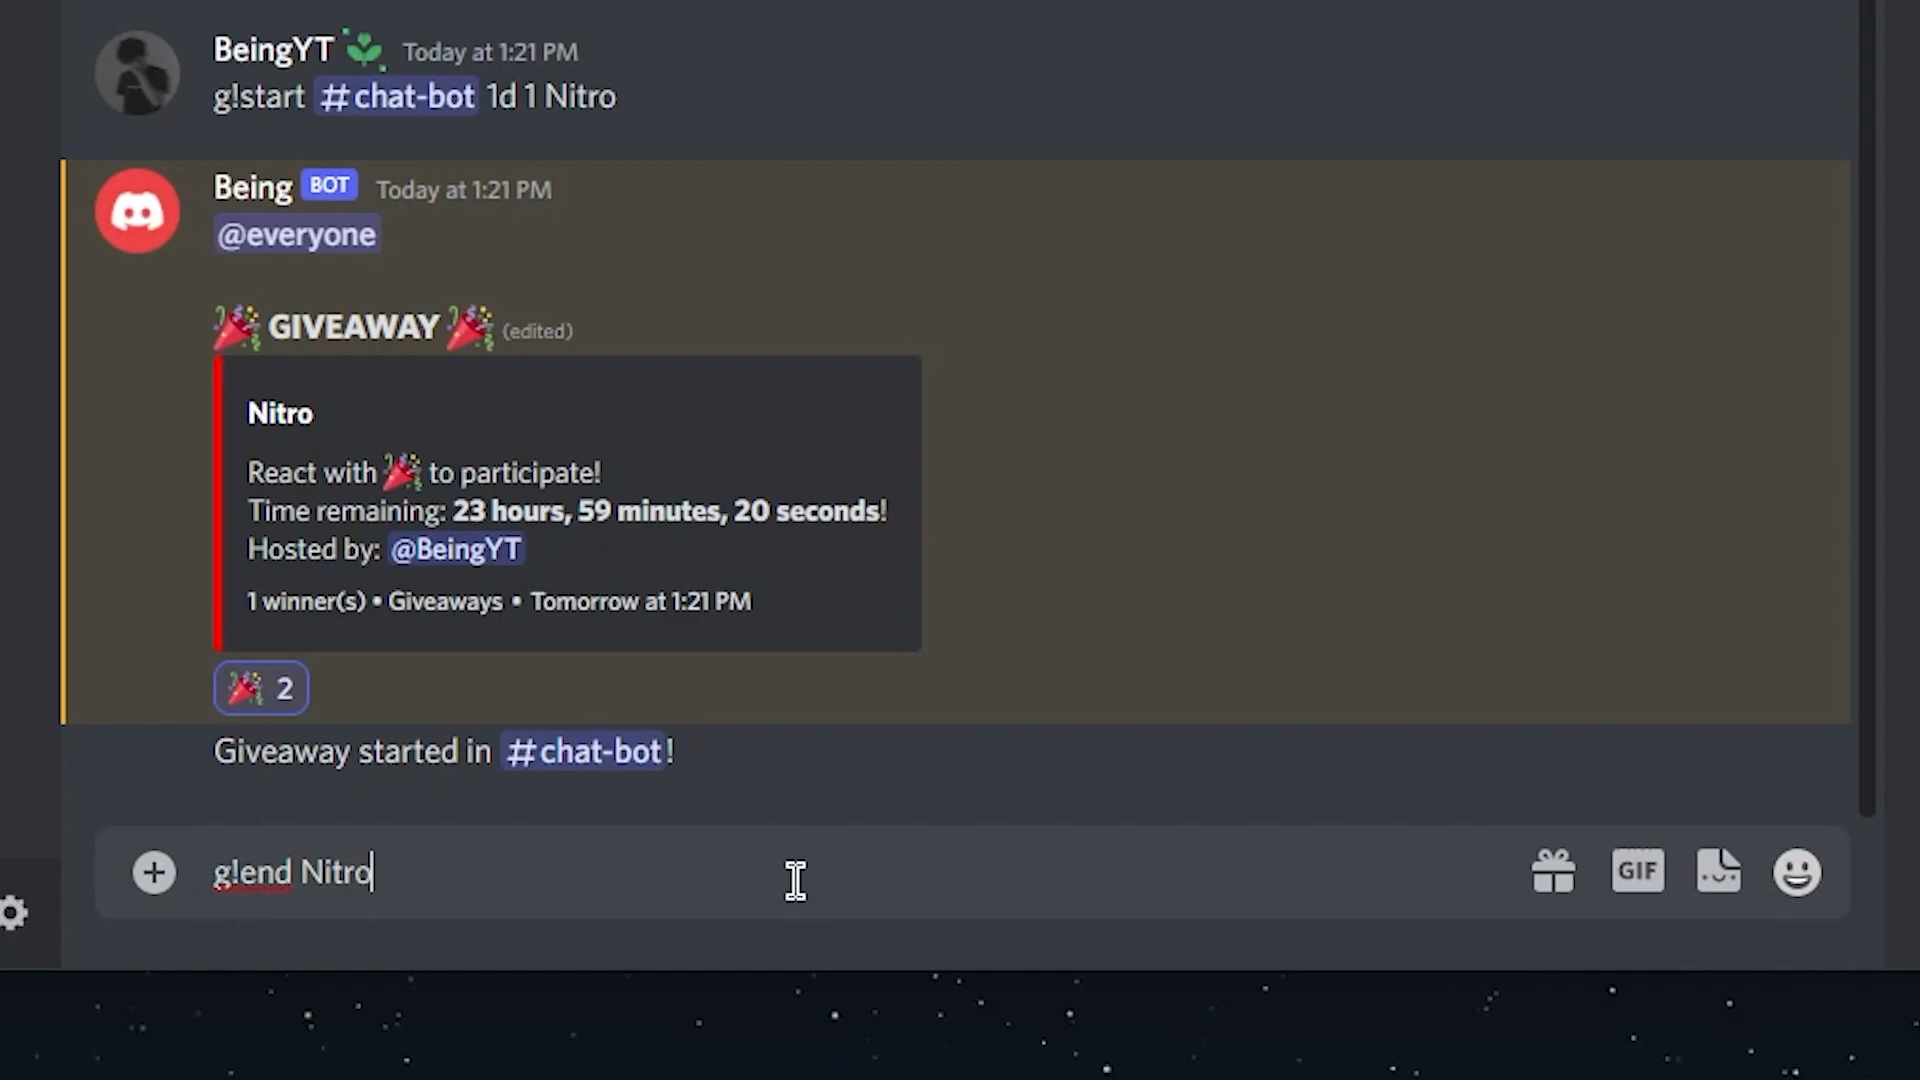 BeingYT Today at 1:21 PM
g!start #chat-bot 1d 1 Nitro
Being BOT Today at 1:21 PM
@everyone
🎉 GIVEAWAY 🎉 (edited)
Nitro
React with 🎉 to participate!
Time remaining: 23 hours, 59 minutes, 20 seconds!
Hosted by: @BeingYT
1 winner(s) • Giveaways • Tomorrow at 1:21 PM
🎉 2
Giveaway started in #chat-bot!
g!end Nitro
GIF